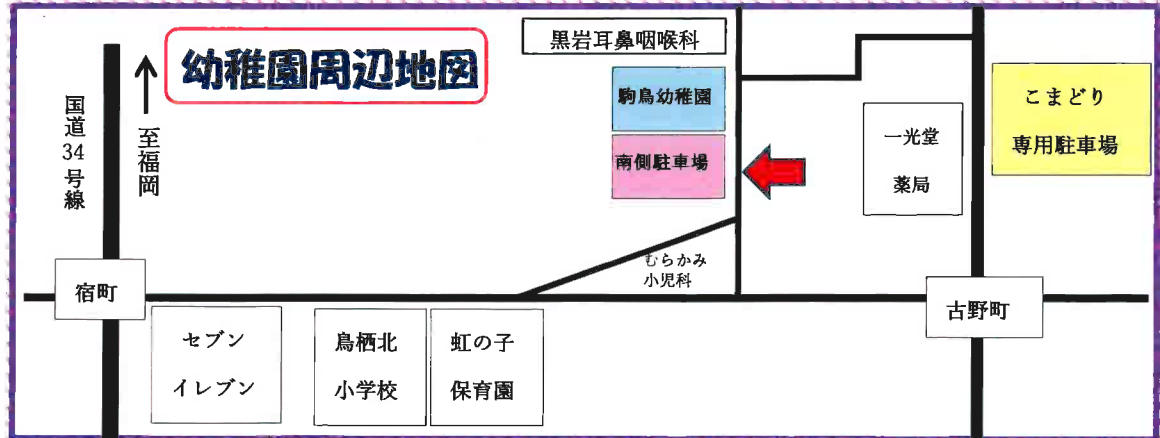 幼稚園周辺地図
国道34号線
至福岡
黒岩耳鼻咽喉科
駒鳥幼稚園
南側駐車場
一光堂
薬局
こまどり
専用駐車場
むらかみ
小児科
宿町
古野町
セブン
イレブン
鳥栖北
小学校
虹の子
保育園